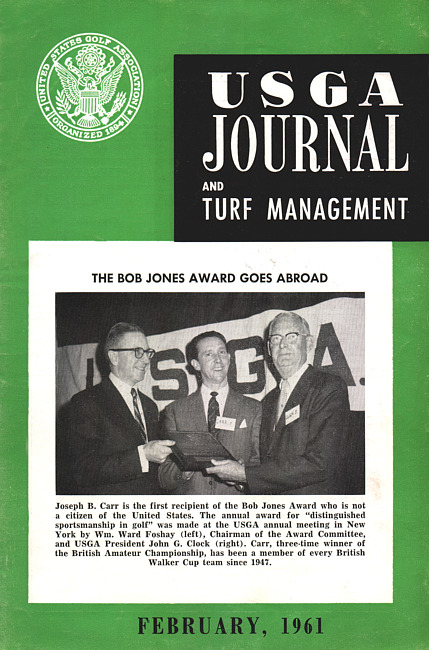 UNITED STATES GOLF ASSOCIATION
ORGANIZED 1894
USGA
JOURNAL
AND
TURF MANAGEMENT
THE BOB JONES AWARD GOES ABROAD
U.S.G.A.
Joseph B. Carr is the first recipient of the Bob Jones Award who is not
a citizen of the United States. The annual award for "distinguished
sportsmanship in golf" was made at the USGA annual meeting in New
York by Wm. Ward Foshay (left), Chairman of the Award Committee,
and USGA President John G. Clock (right). Carr, three-time winner of
the British Amateur Championship, has been a member of every British
Walker Cup team since 1947.
FEBRUARY, 1961